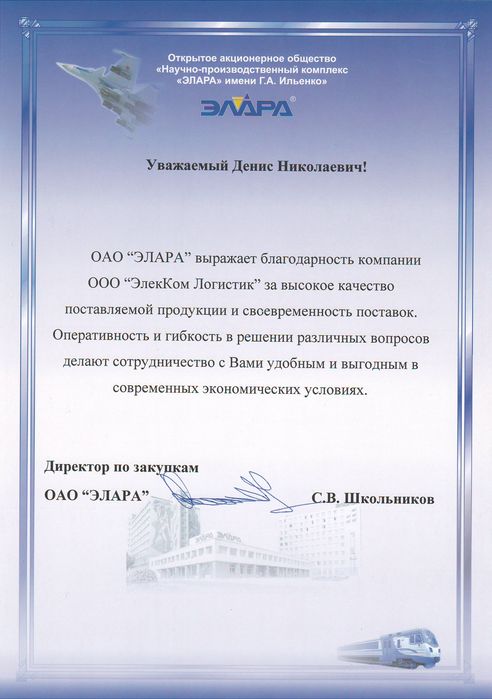 Открытое акционерное общество
«Научно-производственный комплекс
«ЭЛАРА» имени Г.А. Ильенко»
ЭЛАРА®
Уважаемый Денис Николаевич!
ОАО “ЭЛАРА” выражает благодарность компании
ООО “ЭлекКом Логистик” за высокое качество
поставляемой продукции и своевременность поставок.
Оперативность и гибкость в решении различных вопросов
делают сотрудничество с Вами удобным и выгодным в
современных экономических условиях.
Директор по закупкам
ОАО “ЭЛАРА”
С.В. Школьников
ЭЛАРА